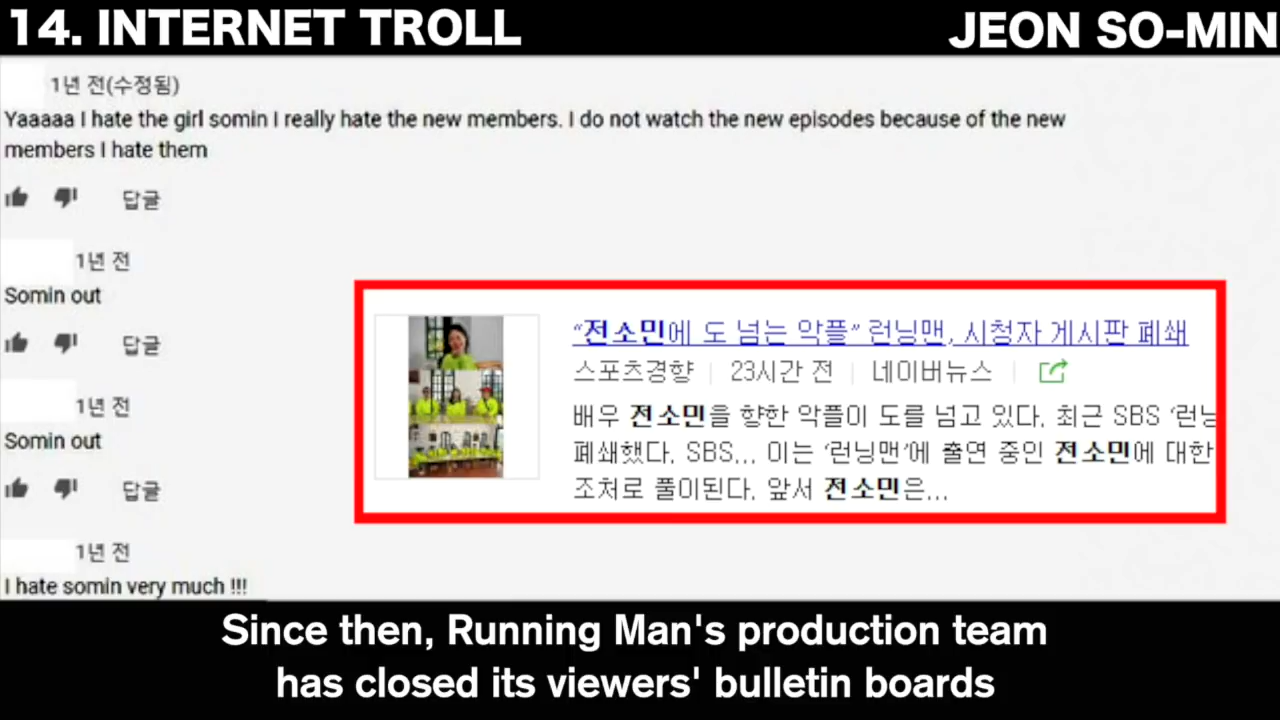 14. INTERNET TROLL
JEON SO-MIN
1년 전(수정됨)
Yaaaaa I hate the girl somin I really hate the new members. I do not watch the new episodes because of the new
members I hate them
답글
1년 전
Somin out
답글
1년 전
Somin out
답글
1년 전
I hate somin very much !!!
“전소민에 도 넘는 악플” 런닝맨, 시청자 게시판 폐쇄
스포츠경향 | 23시간 전 | 네이버뉴스 |
배우 전소민을 향한 악플이 도를 넘고 있다. 최근 SBS ‘런닝
폐쇄했다. SBS... 이는 ‘런닝맨’에 출연 중인 전소민에 대한
조처로 풀이된다. 앞서 전소민은...
Since then, Running Man's production team
has closed its viewers' bulletin boards